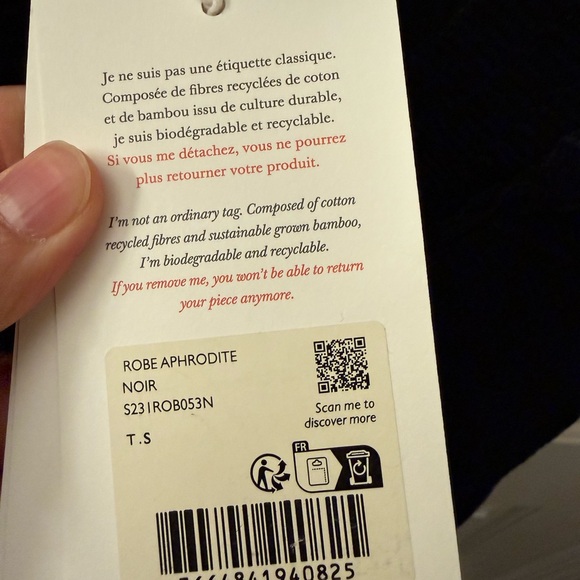 Je ne suis pas une étiquette classique.
Composée de fibres recyclées de coton
et de bambou issu de culture durable,
je suis biodégradable et recyclable.
Si vous me détachez, vous ne pourrez
plus retourner votre produit.
I'm not an ordinary tag. Composed of cotton
recycled fibres and sustainable grown bamboo,
I'm biodegradable and recyclable.
If you remove me, you won't be able to return
your piece anymore.
ROBE APHRODITE
NOIR
S231ROB053N
T.S
Scan me to
discover more
FR